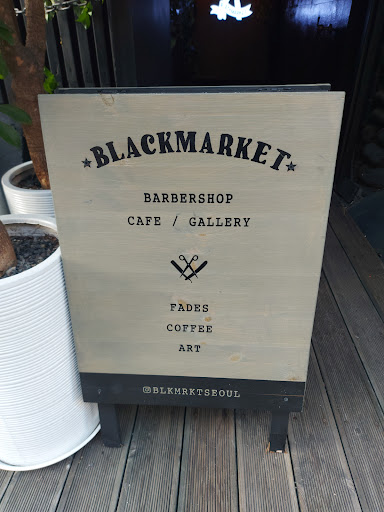 BLACKMARKET
BARBERSHOP
CAFE / GALLERY
FADES
COFFEE
ART
@BLKMRKTSEOUL